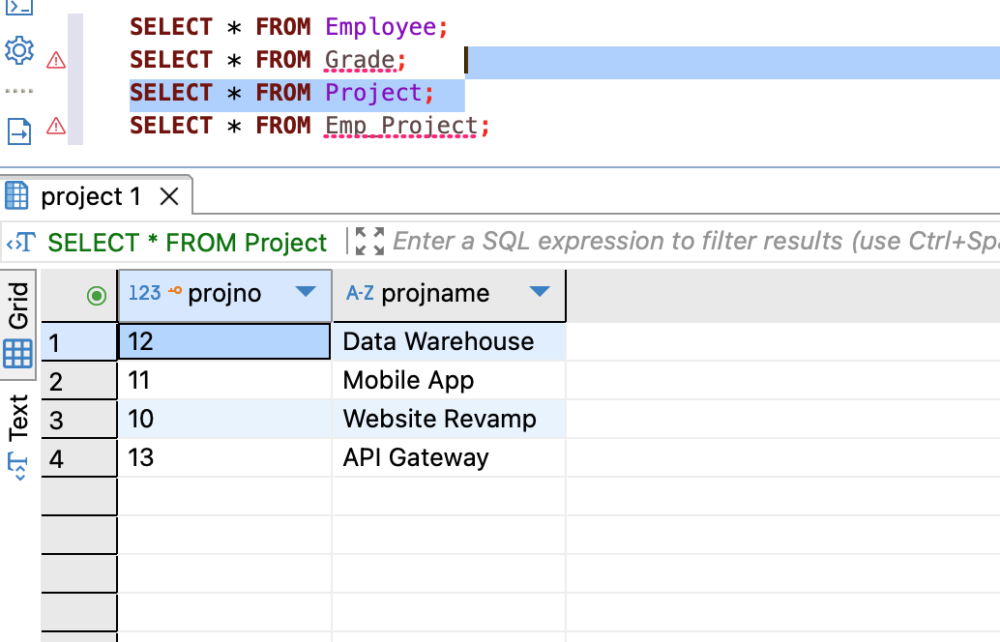 SELECT * FROM Employee;
SELECT * FROM Grade;
SELECT * FROM Project;
SELECT * FROM Emp_Project;
project 1
SELECT * FROM Project
Enter a SQL expression to filter results (use Ctrl+Spa
Grid
Text
123 projno
A-Z projname
1 12 Data Warehouse
2 11 Mobile App
3 10 Website Revamp
4 13 API Gateway